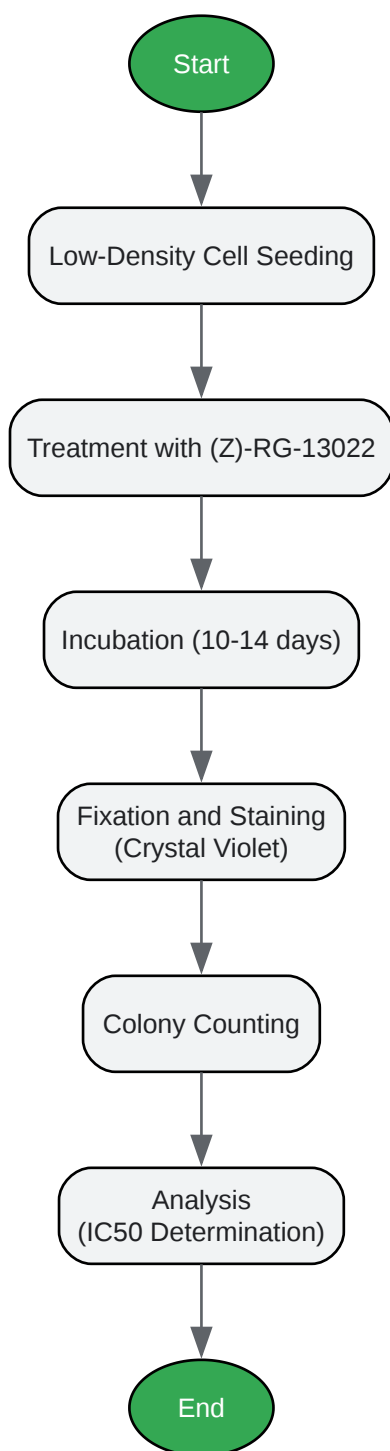 Start
Low-Density Cell Seeding
Treatment with (Z)-RG-13022
Incubation (10-14 days)
Fixation and Staining
(Crystal Violet)
Colony Counting
Analysis
(IC50 Determination)
End